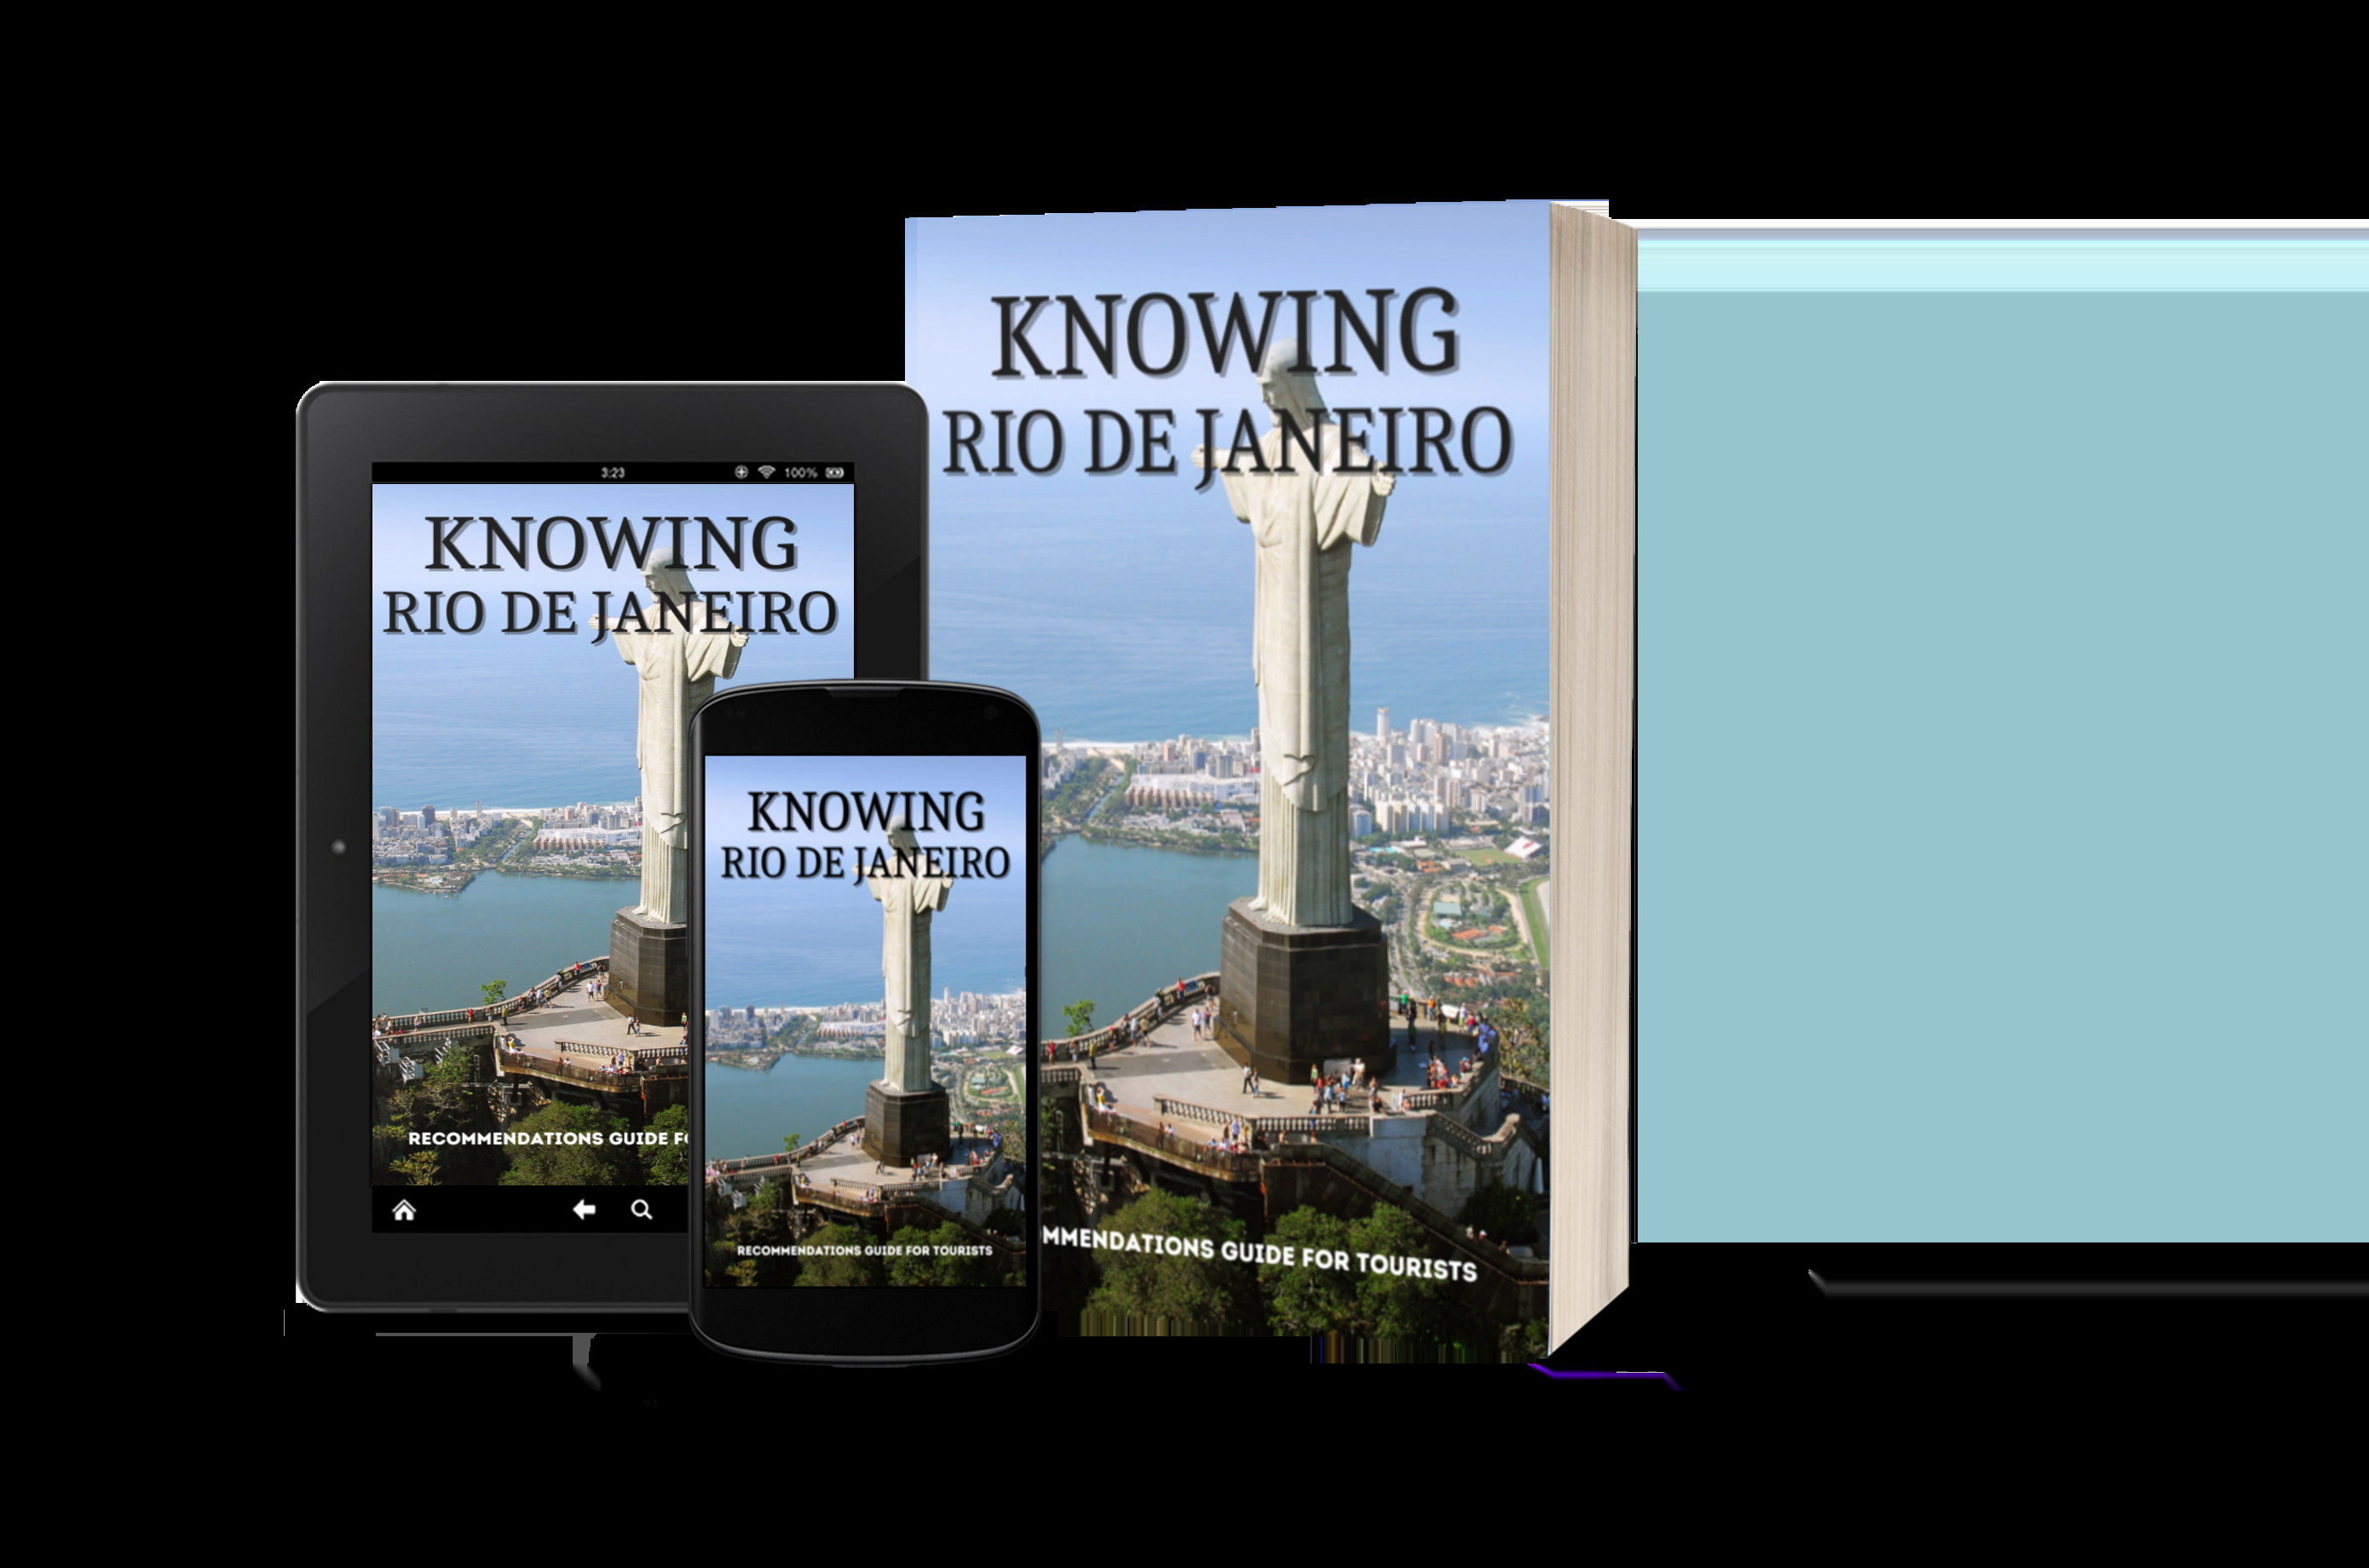 KNOWING
RIO DE JANEIRO
MMENDATIONS GUIDE FOR TOURISTS
3:23
100%
KNOWING
RIO DE JANEIRO
RECOMMENDATIONS GUIDE F
KNOWING
RIO DE JANEIRO
RECOMMENDATIONS GUIDE FOR TOURISTS